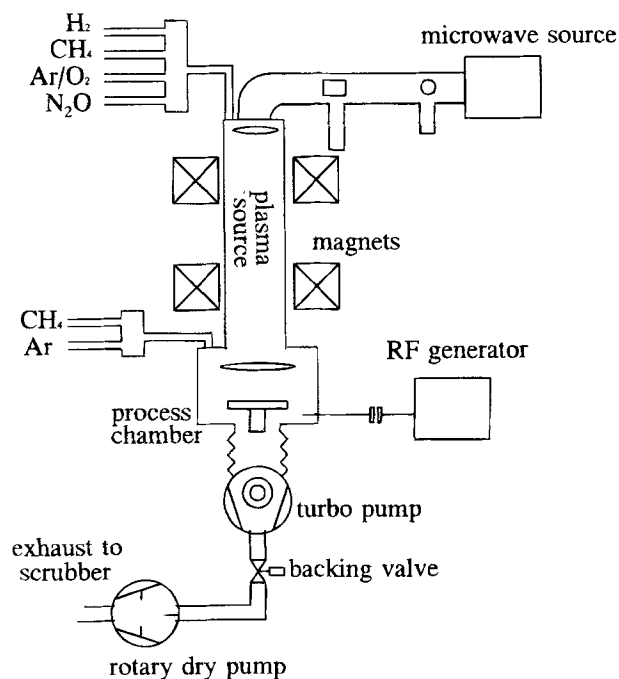 H₂
CH₄
Ar/O₂
N₂O
microwave source
plasma
source
magnets
CH₄
Ar
RF generator
process
chamber
turbo pump
exhaust to
scrubber
backing valve
rotary dry pump